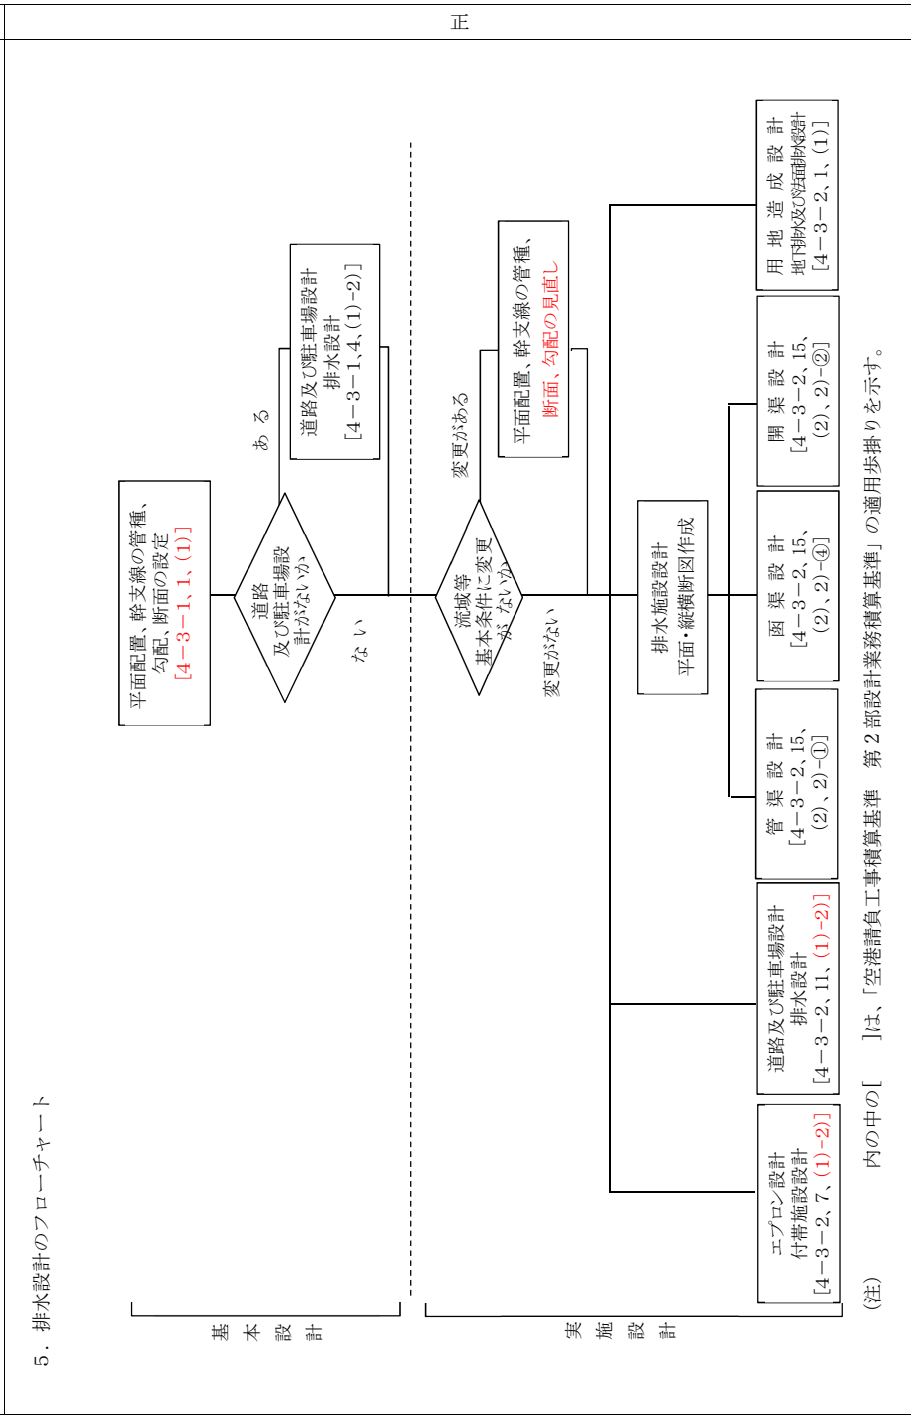 正
5．排水設計のフローチャート
基本設計
平面配置、幹支線の管種、
勾配、断面の設定
[4－3－1、1、(1)]
道路
及び駐車場設
計がないか
ある
ない
道路及び駐車場設計
排水設計
[4－3－1、4、(1)-2)]
実施設計
流域等
基本条件に変更
がないか
変更がある
変更がない
平面配置、幹支線の管種、
断面、勾配の見直し
排水施設設計
平面・縦横断図作成
エプロン設計
付帯施設設計
[4－3－2、7、(1)-2)]
道路及び駐車場設計
排水設計
[4－3－2、11、(1)-2)]
管渠設計
[4－3－2、15、
(2)、2)-①]
函渠設計
[4－3－2、15、
(2)、2)-④]
開渠設計
[4－3－2、15、
(2)、2)-②]
用地造成設計
地下排水及び法面排水設計
[4－3－2、1、(1)]
(注)　内の中の[　]は、「空港請負工事積算基準　第２部設計業務積算基準」の適用歩掛りを示す。